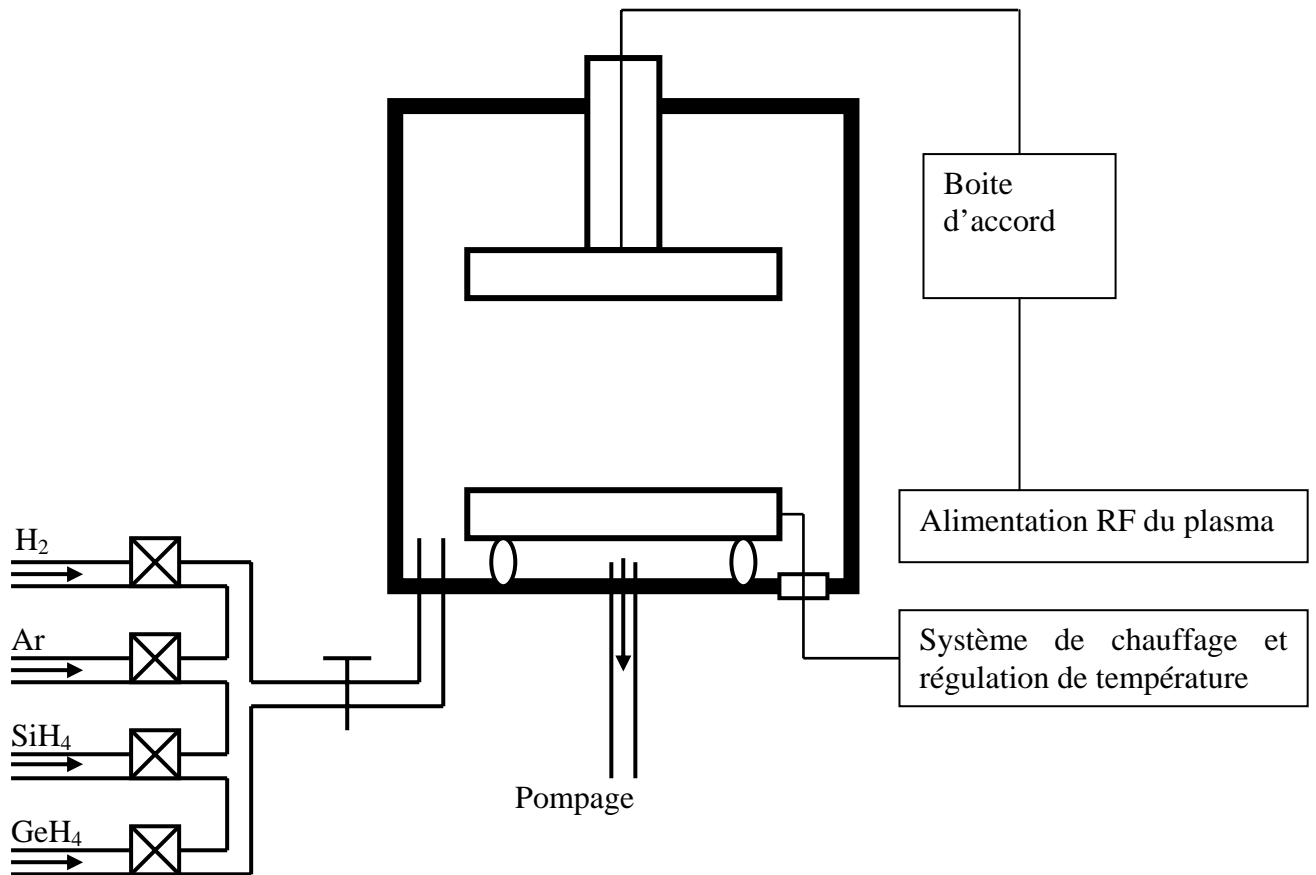 Boite
d’accord
Alimentation RF du plasma
Système de chauffage et
régulation de température
H₂
Ar
SiH₄
GeH₄
Pompage